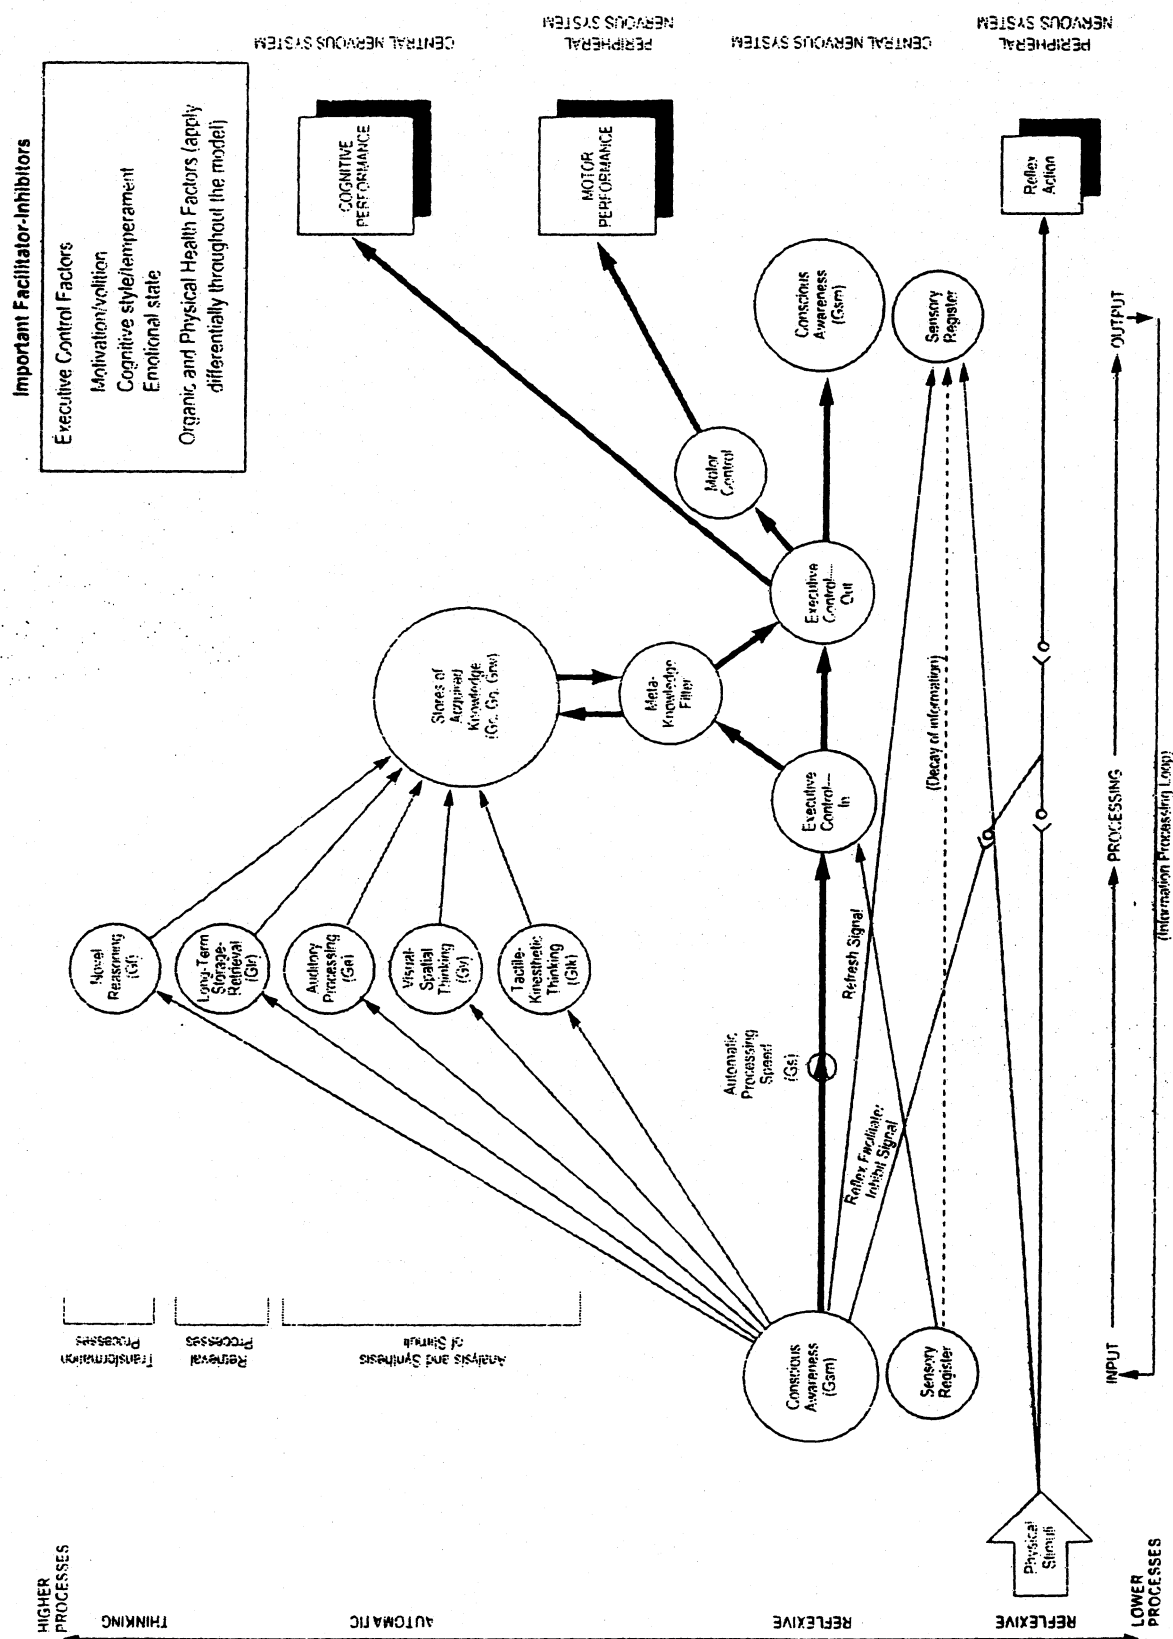 HIGHER
PROCESSES
THINKING
AUTOMATIC
REFLEXIVE
REFLEXIVE
LOWER
PROCESSES
Important Facilitator-Inhibitors
Executive Control Factors
Motivation/volition
Cognitive style/temperament
Emotional state
Organic and Physical Health Factors (apply
differentially throughout the model)
Transformation
Processes
Retrieval
Processes
Analysis and Synthesis
of Stimuli
Novel
Reasoning
(Gf)
Long-Term
Storage-
Retrieval
(Glr)
Auditory
Processing
(Ga)
Visual-
Spatial
Thinking
(Gv)
Tactile-
Kinesthetic
Thinking
(Gtk)
Stores of
Acquired
Knowledge
(Gc, Gq, Grw)
Meta-
Knowledge
Filter
Executive
Control—
In
Executive
Control—
Out
Motor
Control
Conscious
Awareness
(Gsm)
Sensory
Register
Automatic
Processing
Speed
(Gs)
Refresh Signal
Reflex Facilitate/
Inhibit Signal
(Decay of information)
Conscious
Awareness
(Gsm)
Sensory
Register
Physical
Stimuli
COGNITIVE
PERFORMANCE
MOTOR
PERFORMANCE
Reflex
Action
CENTRAL NERVOUS SYSTEM
PERIPHERAL
NERVOUS SYSTEM
CENTRAL NERVOUS SYSTEM
PERIPHERAL
NERVOUS SYSTEM
INPUT
PROCESSING
OUTPUT
(Information Processing Loop)